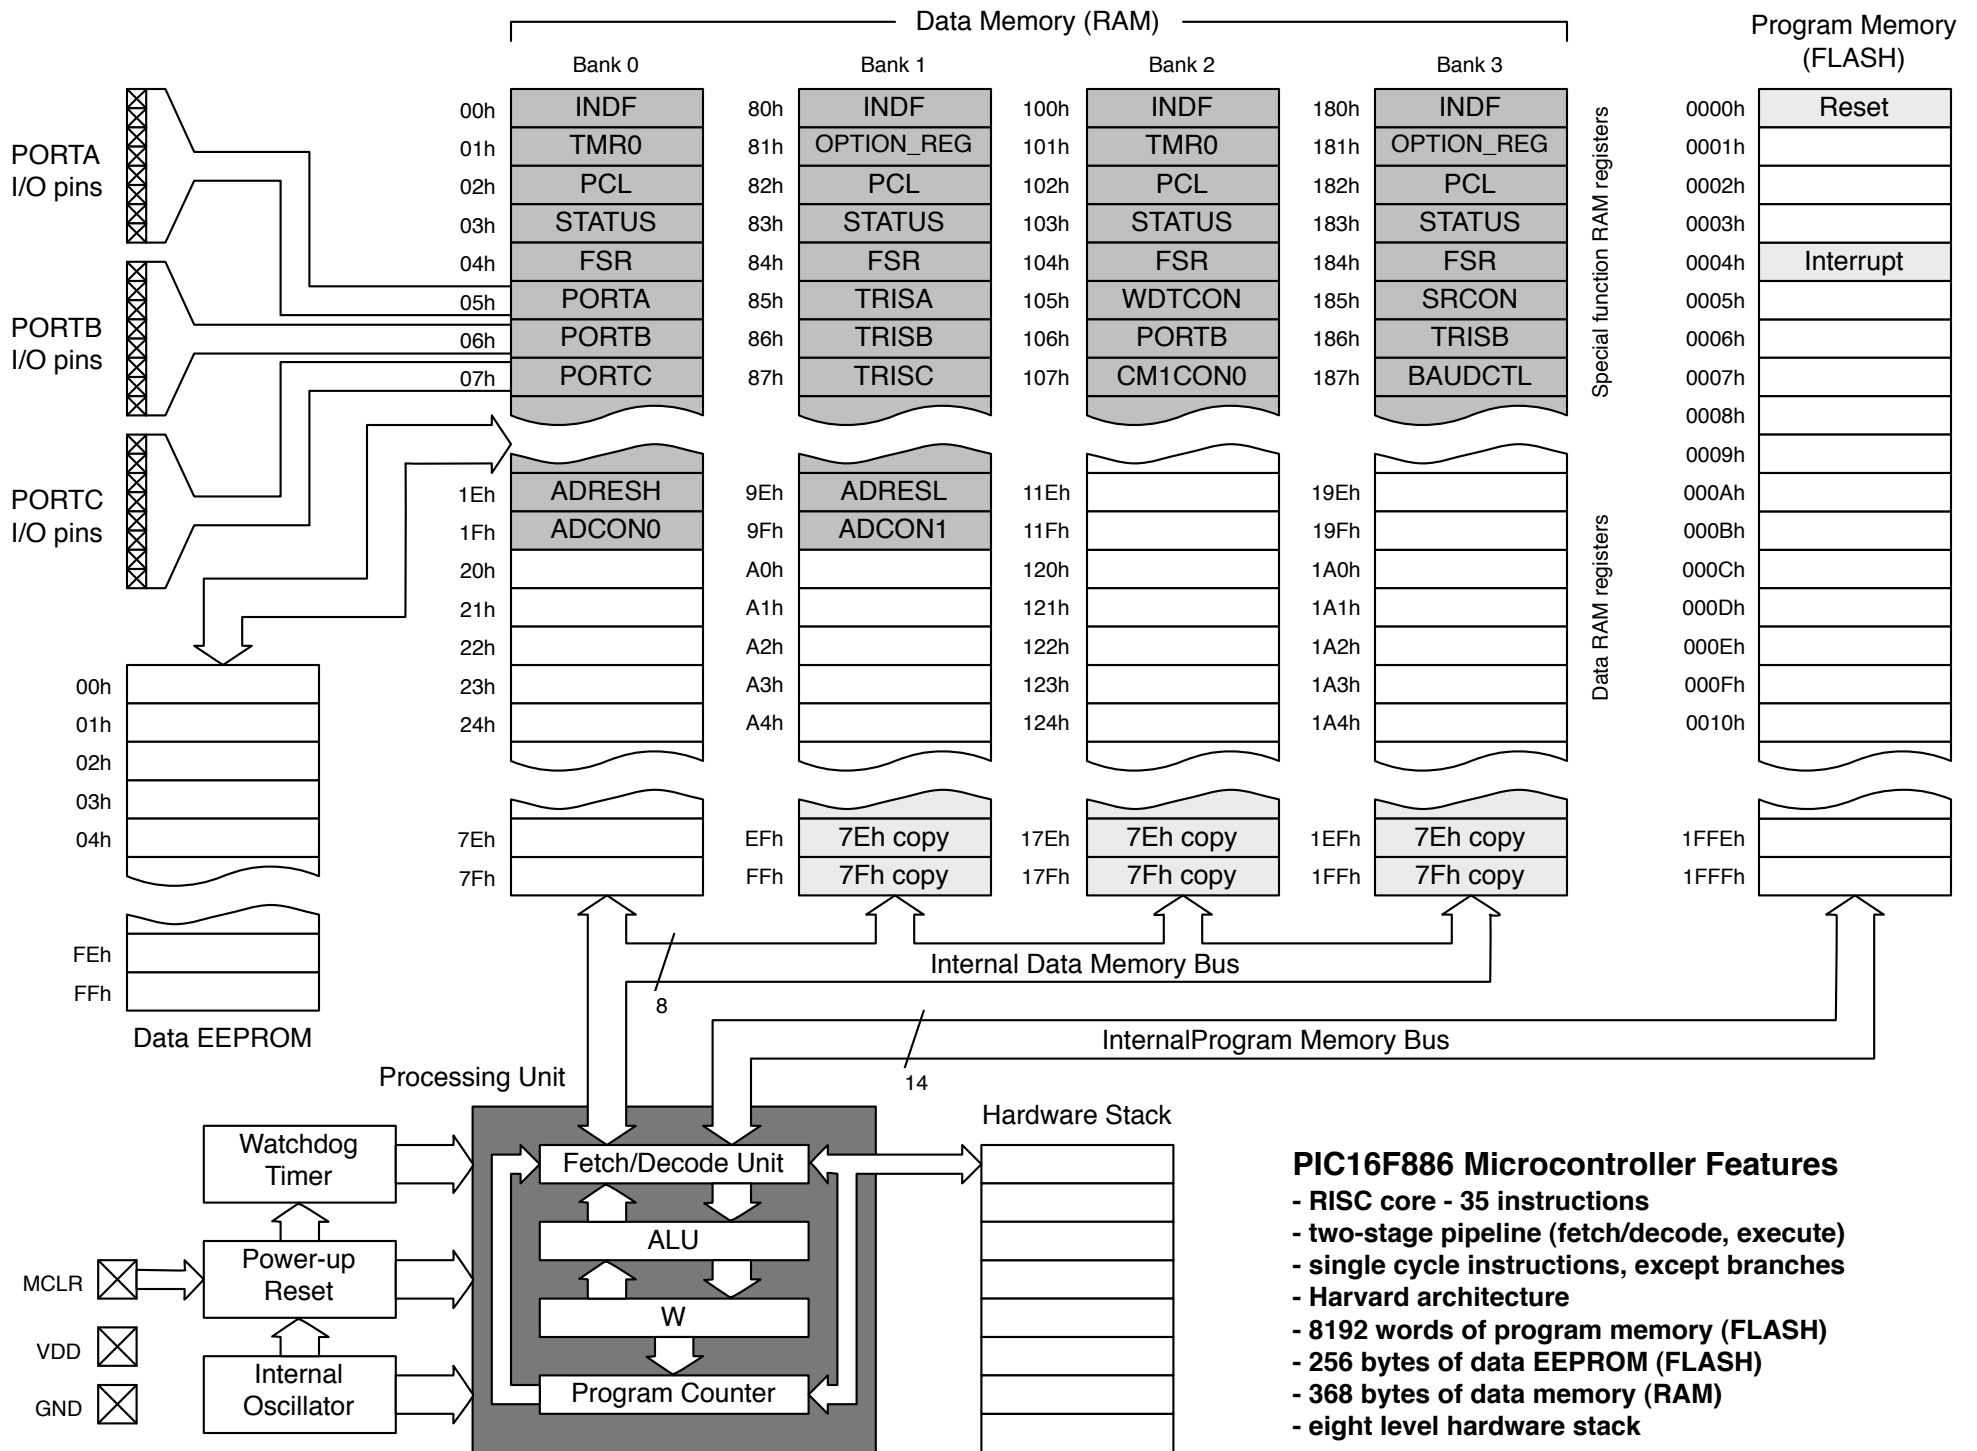 Data Memory (RAM)
Program Memory
(FLASH)
Bank 0
Bank 1
Bank 2
Bank 3
PORTA
I/O pins
PORTB
I/O pins
PORTC
I/O pins
00h INDF 80h INDF 100h INDF 180h INDF 0000h Reset
01h TMR0 81h OPTION_REG 101h TMR0 181h OPTION_REG 0001h
02h PCL 82h PCL 102h PCL 182h PCL 0002h
03h STATUS 83h STATUS 103h STATUS 183h STATUS 0003h
04h FSR 84h FSR 104h FSR 184h FSR 0004h Interrupt
05h PORTA 85h TRISA 105h WDTCON 185h SRCON 0005h
06h PORTB 86h TRISB 106h PORTB 186h TRISB 0006h
07h PORTC 87h TRISC 107h CM1CON0 187h BAUDCTL 0007h
0008h
0009h
1Eh ADRESH 9Eh ADRESL 11Eh 19Eh 000Ah
1Fh ADCON0 9Fh ADCON1 11Fh 19Fh 000Bh
20h A0h 120h 1A0h 000Ch
21h A1h 121h 1A1h 000Dh
22h A2h 122h 1A2h 000Eh
23h A3h 123h 1A3h 000Fh
24h A4h 124h 1A4h 0010h
7Eh EFh 7Eh copy 17Eh 7Eh copy 1EFh 7Eh copy 1FFEh
7Fh FFh 7Fh copy 17Fh 7Fh copy 1FFh 7Fh copy 1FFFh
Special function RAM registers
Data RAM registers
00h
01h
02h
03h
04h
FEh
FFh
Data EEPROM
Internal Data Memory Bus
8
InternalProgram Memory Bus
14
Processing Unit
Hardware Stack
Watchdog
Timer
Power-up
Reset
Internal
Oscillator
MCLR
VDD
GND
Fetch/Decode Unit
ALU
W
Program Counter
PIC16F886 Microcontroller Features
- RISC core - 35 instructions
- two-stage pipeline (fetch/decode, execute)
- single cycle instructions, except branches
- Harvard architecture
- 8192 words of program memory (FLASH)
- 256 bytes of data EEPROM (FLASH)
- 368 bytes of data memory (RAM)
- eight level hardware stack